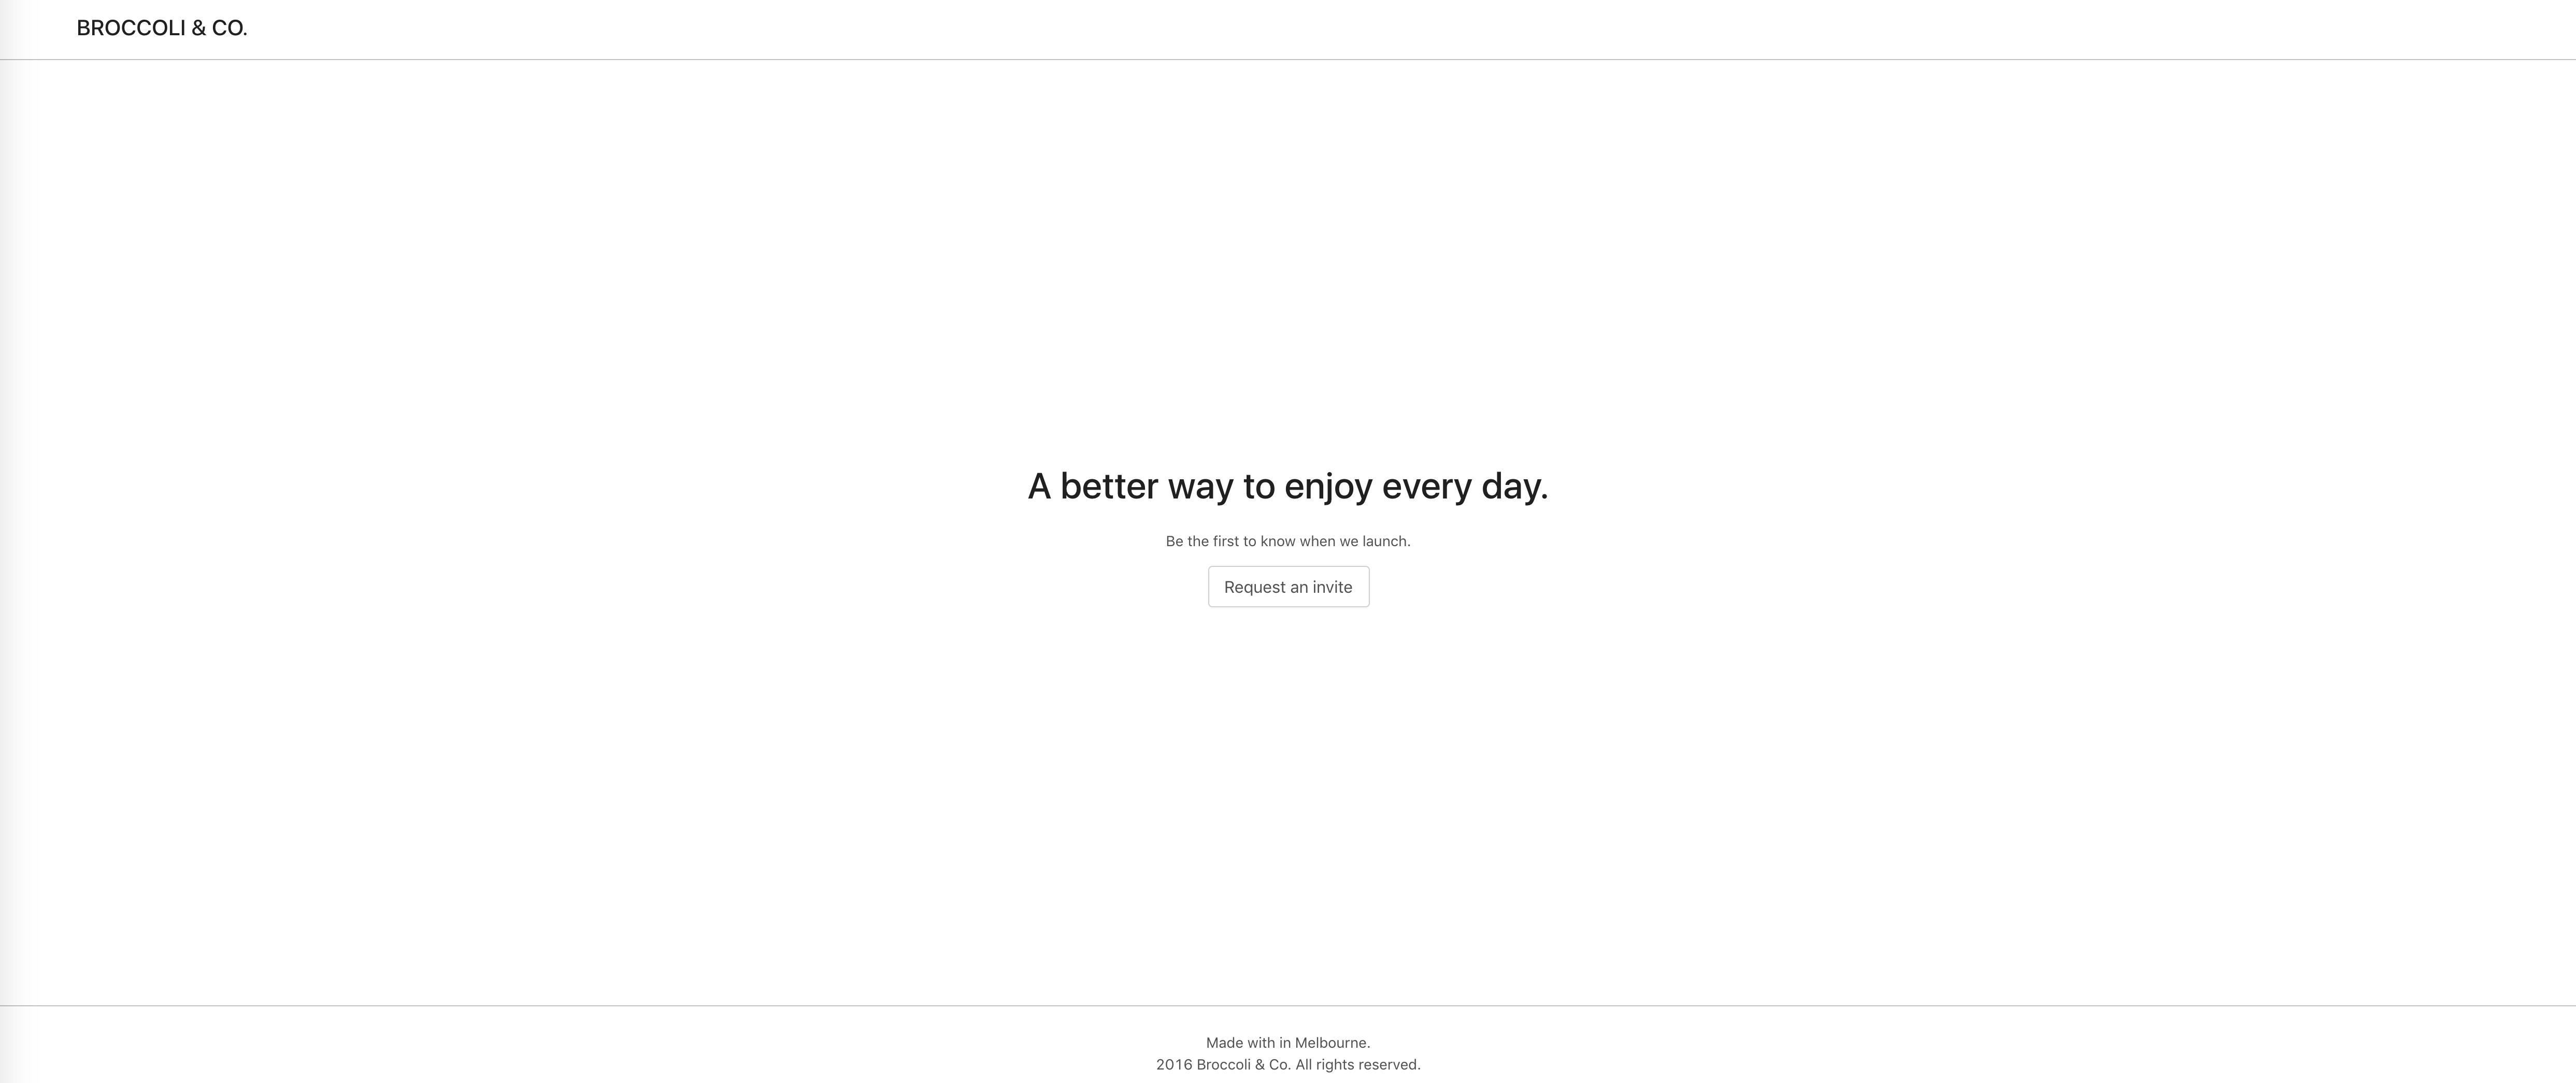 BROCCOLI & CO.
A better way to enjoy every day.
Be the first to know when we launch.
Request an invite
Made with in Melbourne.
2016 Broccoli & Co. All rights reserved.